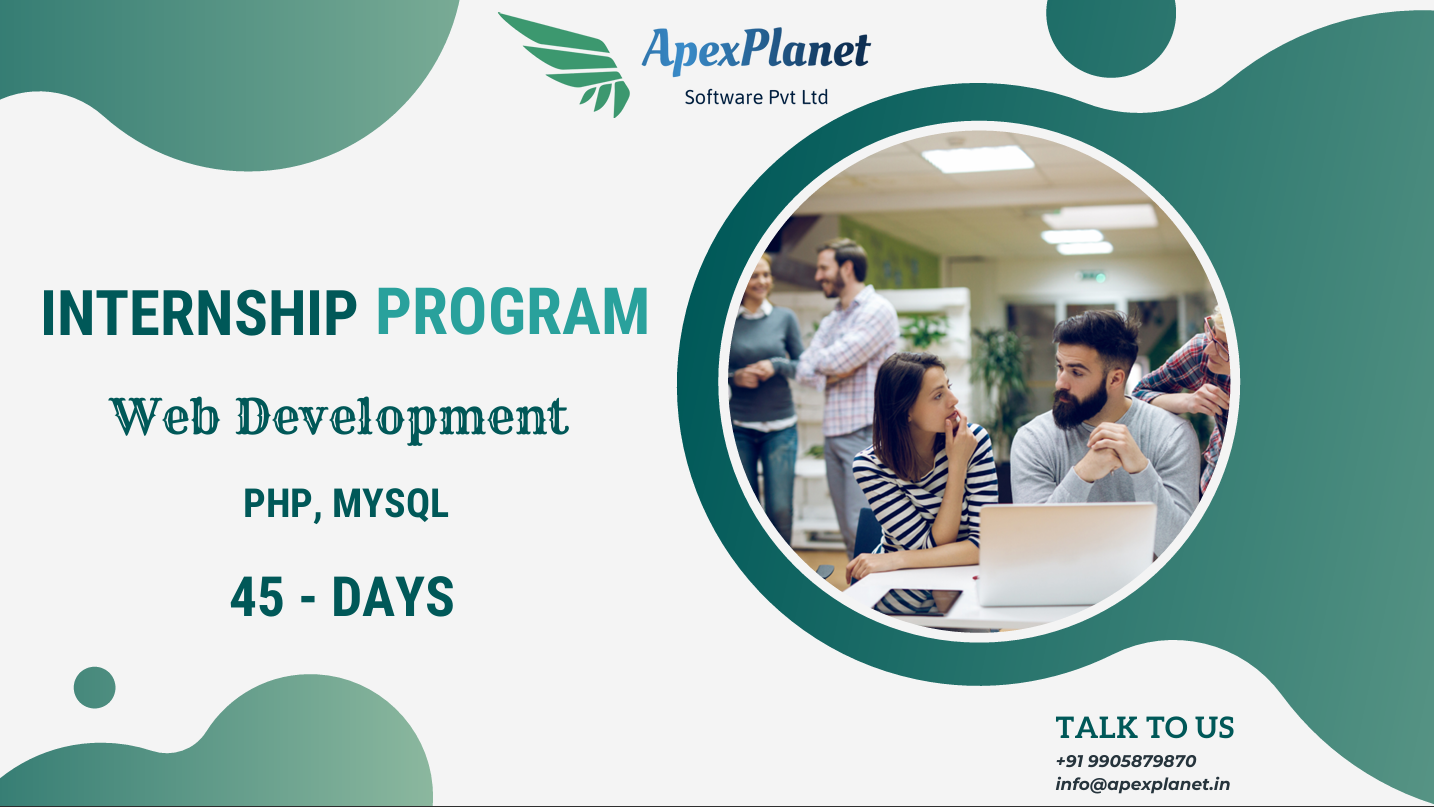 ApexPlanet
Software Pvt Ltd
INTERNSHIP PROGRAM
Web Development
PHP, MYSQL
45 - DAYS
TALK TO US
+91 9905879870
info@apexplanet.in